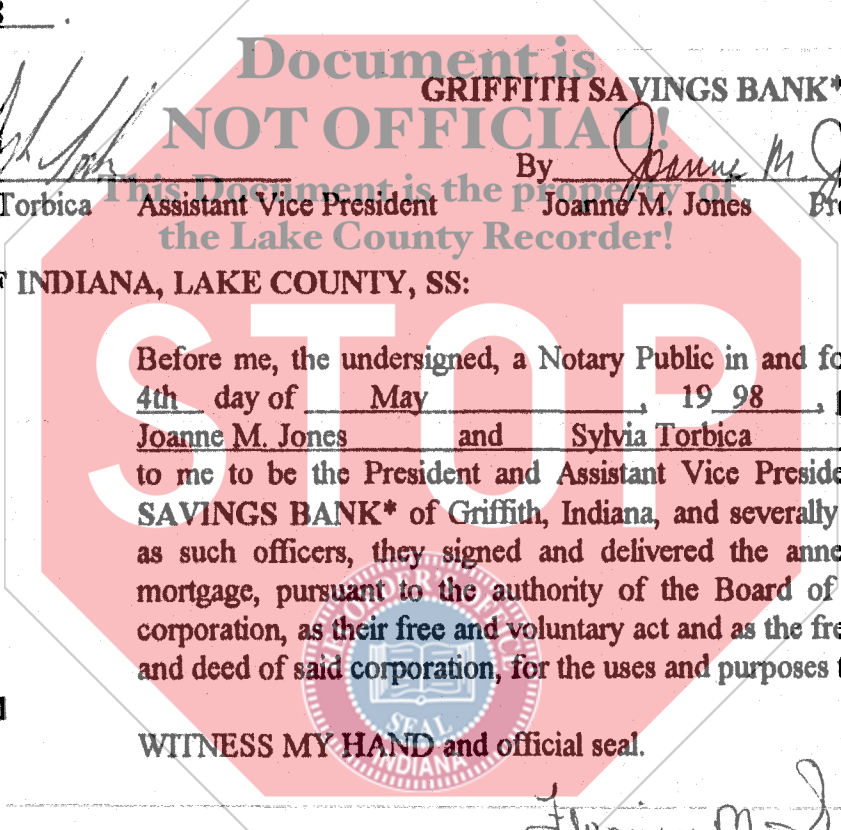 Document is
GRIFFITH SAVINGS BANK*
NOT OFFICIAL!
By Joanne M.
This Document is the property of
Torbica Assistant Vice President Joanne M. Jones
the Lake County Recorder!
INDIANA, LAKE COUNTY, SS:
STOP
Before me, the undersigned, a Notary Public in and
4th day of May, 19 98,
Joanne M. Jones and Sylvia Torbica
to me to be the President and Assistant Vice
SAVINGS BANK* of Griffith, Indiana, and severally
as such officers, they signed and delivered the
mortgage, pursuant to the authority of the Board of
corporation, as their free and voluntary act and as the
and deed of said corporation, for the uses and purposes
RECORDER'S OFFICE
SEAL
INDIANA
WITNESS MY HAND and official seal.